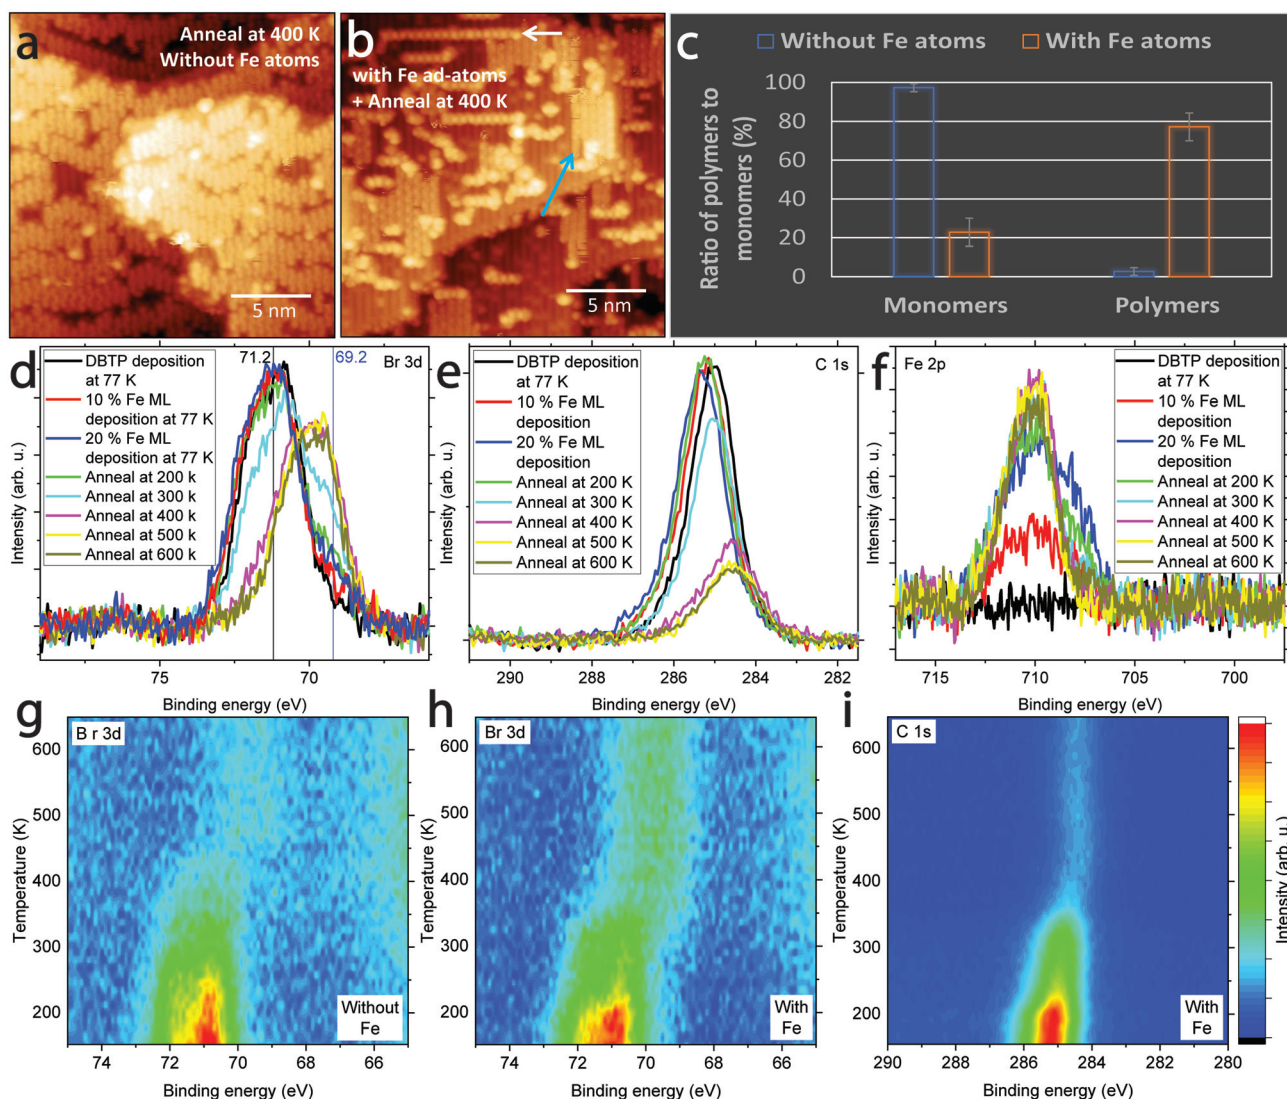 a
Anneal at 400 K
Without Fe atoms
5 nm
b
with Fe ad-atoms
+ Anneal at 400 K
5 nm
c
Without Fe atoms
With Fe atoms
Ratio of polymers to
monomers (%)
100
80
60
40
20
0
Monomers
Polymers
d
DBTP deposition
at 77 K
10 % Fe ML
deposition at 77 K
20 % Fe ML
deposition at 77 K
Anneal at 200 k
Anneal at 300 k
Anneal at 400 k
Anneal at 500 k
Anneal at 600 k
71.2
69.2
Br 3d
Intensity (arb. u.)
75
70
Binding energy (eV)
e
DBTP deposition
at 77 K
10 % Fe ML
deposition
20 % Fe ML
deposition
Anneal at 200 K
Anneal at 300 K
Anneal at 400 K
Anneal at 500 K
Anneal at 600 K
C 1s
Intensity (arb. u.)
290
288
286
284
282
Binding energy (eV)
f
Fe 2p
DBTP deposition
at 77 K
10 % Fe ML
deposition
20 % Fe ML
deposition
Anneal at 200 K
Anneal at 300 K
Anneal at 400 K
Anneal at 500 K
Anneal at 600 K
Intensity (arb. u.)
715
710
705
700
Binding energy (eV)
g
B r 3d
Without
Fe
Temperature (K)
600
500
400
300
200
74
72
70
68
66
Binding energy (eV)
h
Br 3d
With
Fe
Temperature (K)
600
500
400
300
200
74
72
70
68
66
Binding energy (eV)
i
C 1s
With
Fe
Temperature (K)
600
500
400
300
200
290
288
286
284
282
280
Binding energy (eV)
Intensity (arb. u.)